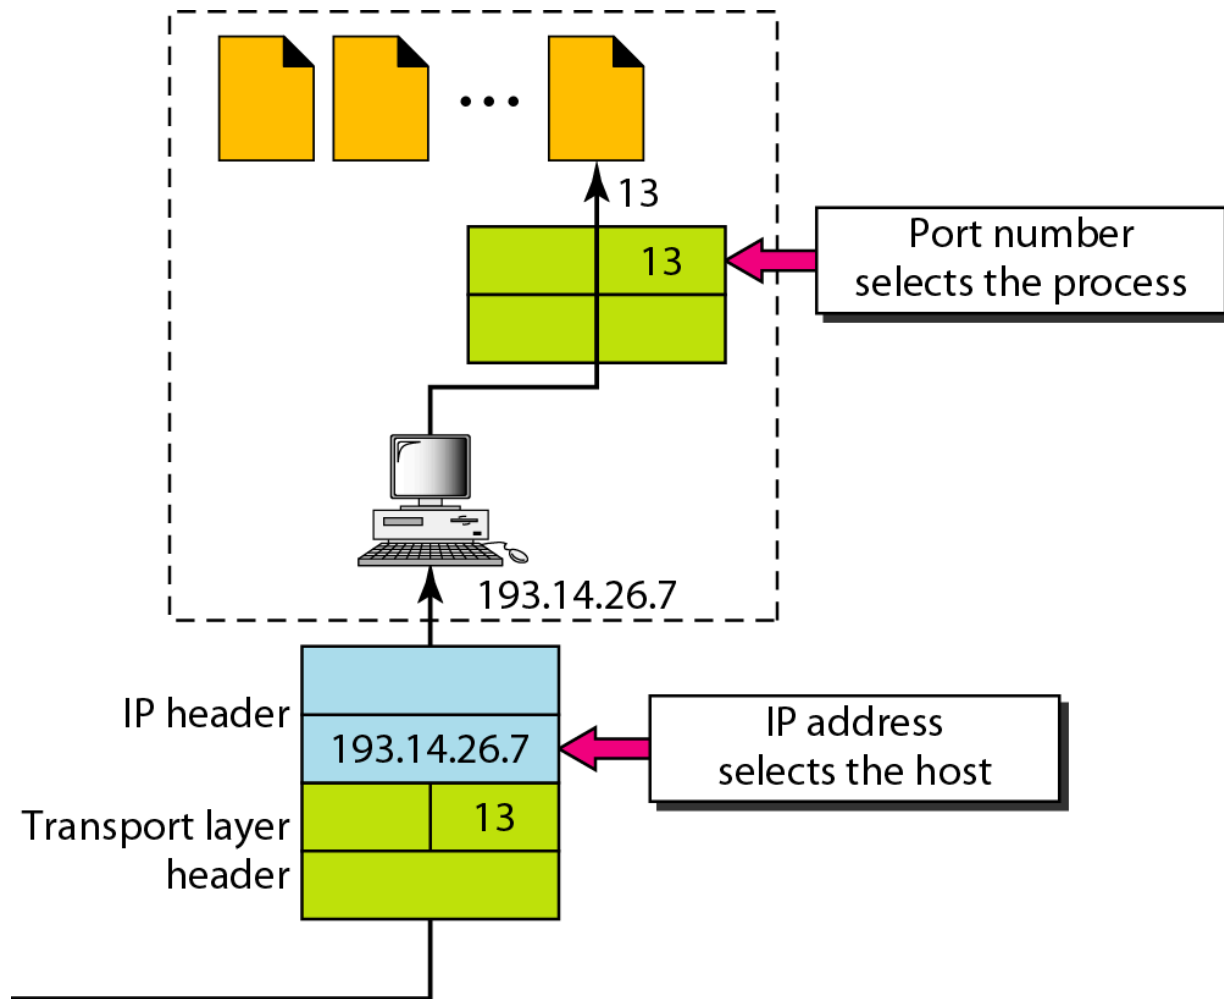 13
13
Port number
selects the process
193.14.26.7
IP header
193.14.26.7
IP address
selects the host
Transport layer
header
13